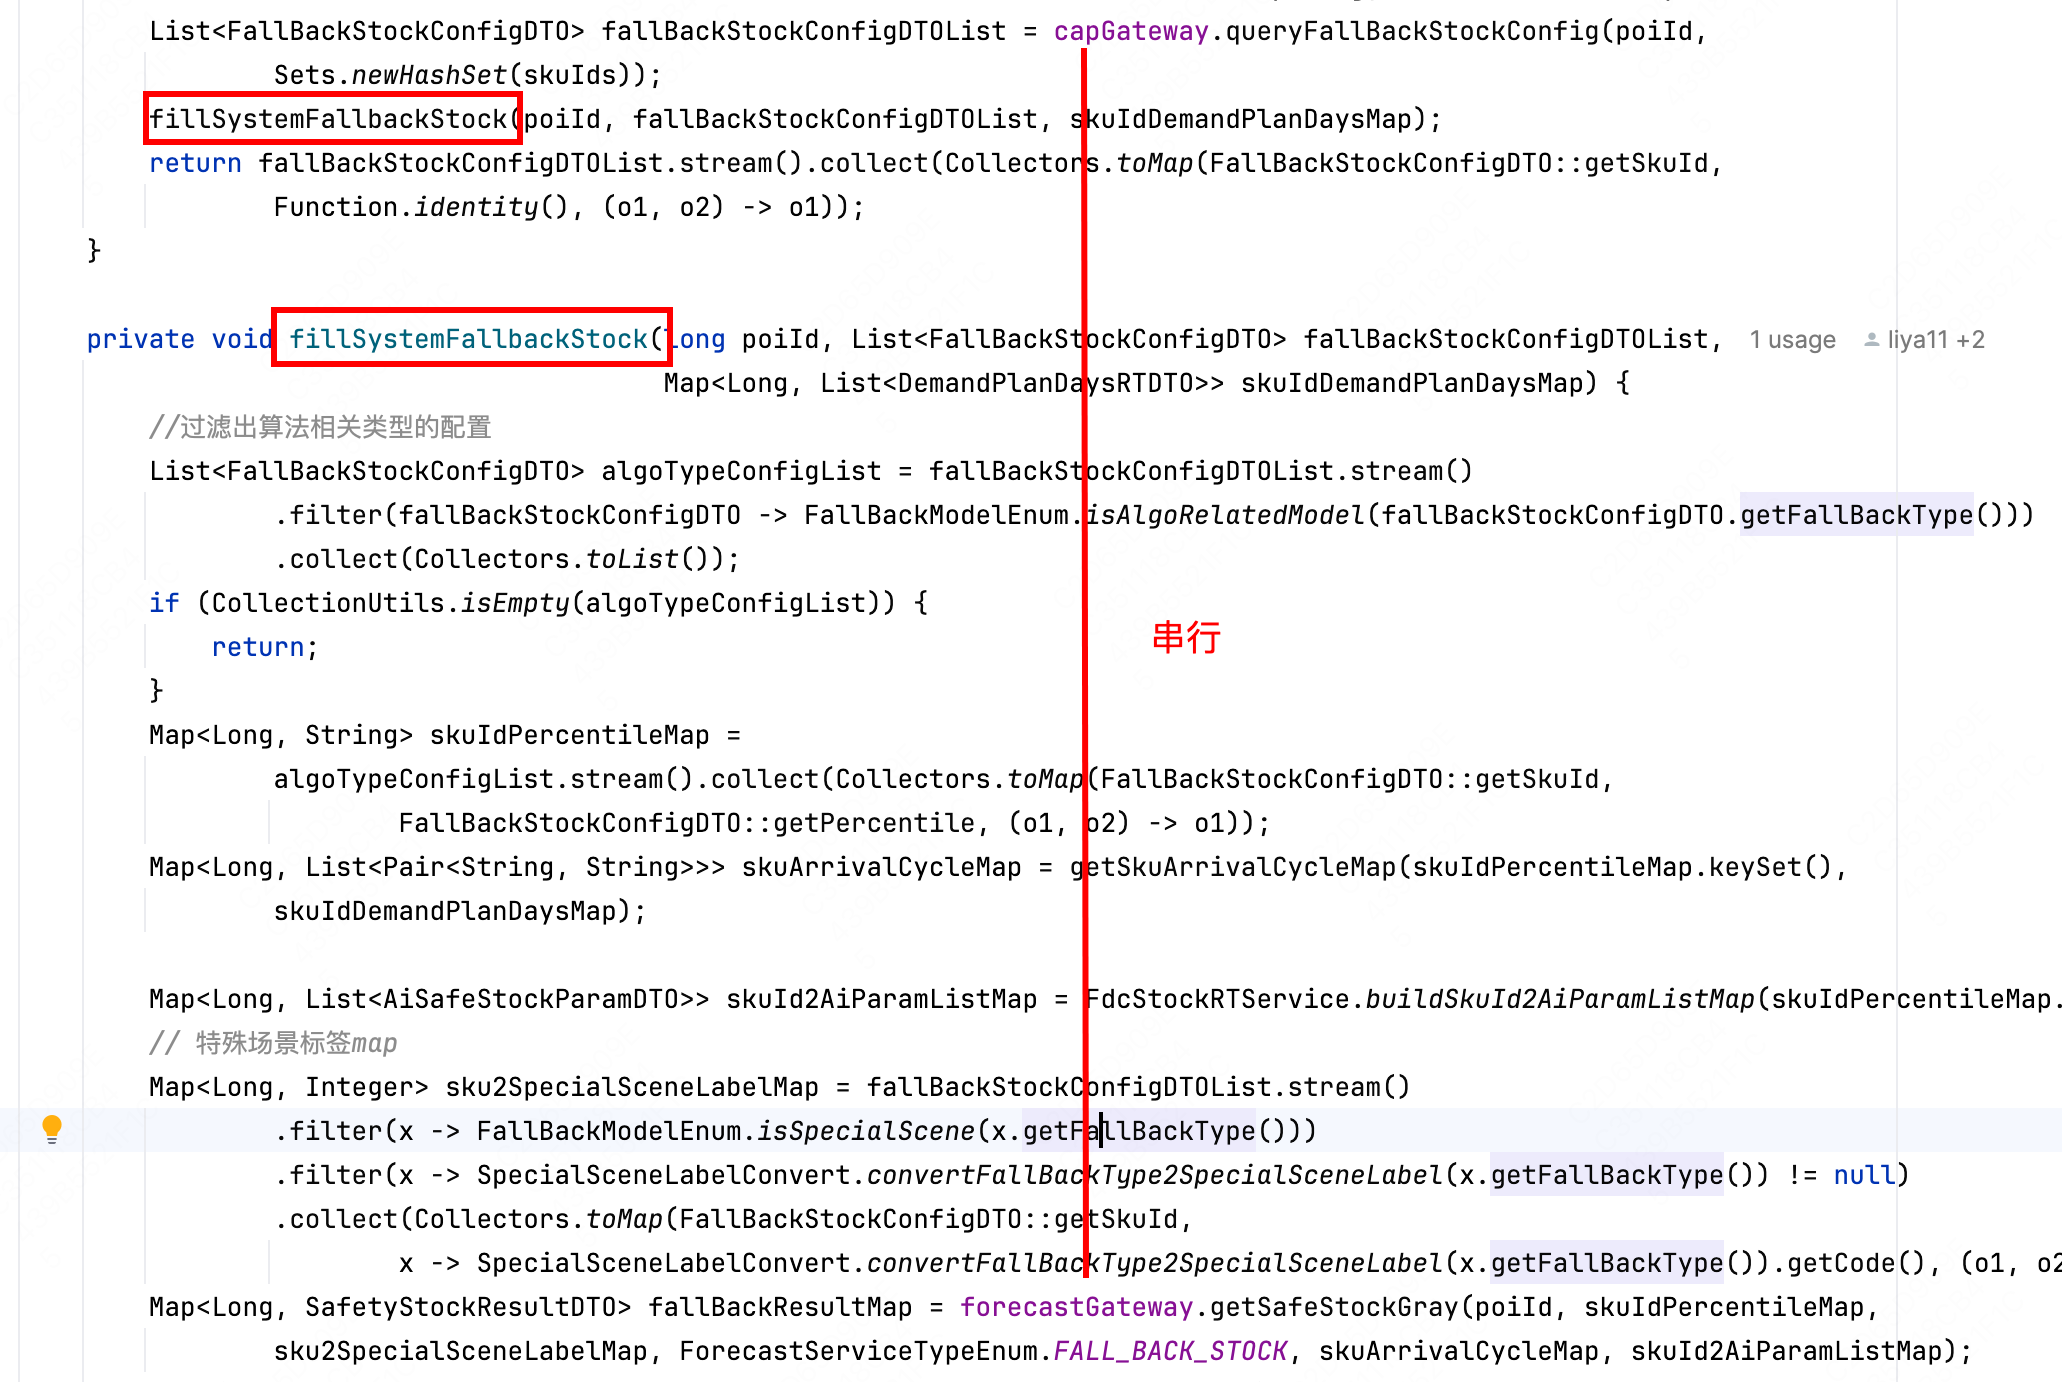 List<FallBackStockConfigDTO> fallBackStockConfigDTOList = capGateway.queryFallBackStockConfig(poiId,
Sets.newHashSet(skuIds));
fillSystemFallbackStock(poiId, fallBackStockConfigDTOList, skuIdDemandPlanDaysMap);
return fallBackStockConfigDTOList.stream().collect(Collectors.toMap(FallBackStockConfigDTO::getSkuId,
Function.identity(), (o1, o2) -> o1));
}
private void fillSystemFallbackStock(long poiId, List<FallBackStockConfigDTO> fallBackStockConfigDTOList, 1 usage liya11 +2
Map<Long, List<DemandPlanDaysRTDTO>> skuIdDemandPlanDaysMap) {
//过滤出算法相关类型的配置
List<FallBackStockConfigDTO> algoTypeConfigList = fallBackStockConfigDTOList.stream()
.filter(fallBackStockConfigDTO -> FallBackModelEnum.isAlgoRelatedModel(fallBackStockConfigDTO.getFallBackType()))
.collect(Collectors.toList());
if (CollectionUtils.isEmpty(algoTypeConfigList)) {
串行
return;
}
Map<Long, String> skuIdPercentileMap =
algoTypeConfigList.stream().collect(Collectors.toMap(FallBackStockConfigDTO::getSkuId,
FallBackStockConfigDTO::getPercentile, (o1, o2) -> o1));
Map<Long, List<Pair<String, String>>> skuArrivalCycleMap = getSkuArrivalCycleMap(skuIdPercentileMap.keySet(),
skuIdDemandPlanDaysMap);
Map<Long, List<AiSafeStockParamDTO>> skuId2AiParamListMap = FdcStockRTService.buildSkuId2AiParamListMap(skuIdPercentileMap.
// 特殊场景标签map
Map<Long, Integer> sku2SpecialSceneLabelMap = fallBackStockConfigDTOList.stream()
.filter(x -> FallBackModelEnum.isSpecialScene(x.getFallBackType()))
.filter(x -> SpecialSceneLabelConvert.convertFallBackType2SpecialSceneLabel(x.getFallBackType()) != null)
.collect(Collectors.toMap(FallBackStockConfigDTO::getSkuId,
x -> SpecialSceneLabelConvert.convertFallBackType2SpecialSceneLabel(x.getFallBackType()).getCode(), (o1, o2
Map<Long, SafetyStockResultDTO> fallBackResultMap = forecastGateway.getSafeStockGray(poiId, skuIdPercentileMap,
sku2SpecialSceneLabelMap, ForecastServiceTypeEnum.FALL_BACK_STOCK, skuArrivalCycleMap, skuId2AiParamListMap);